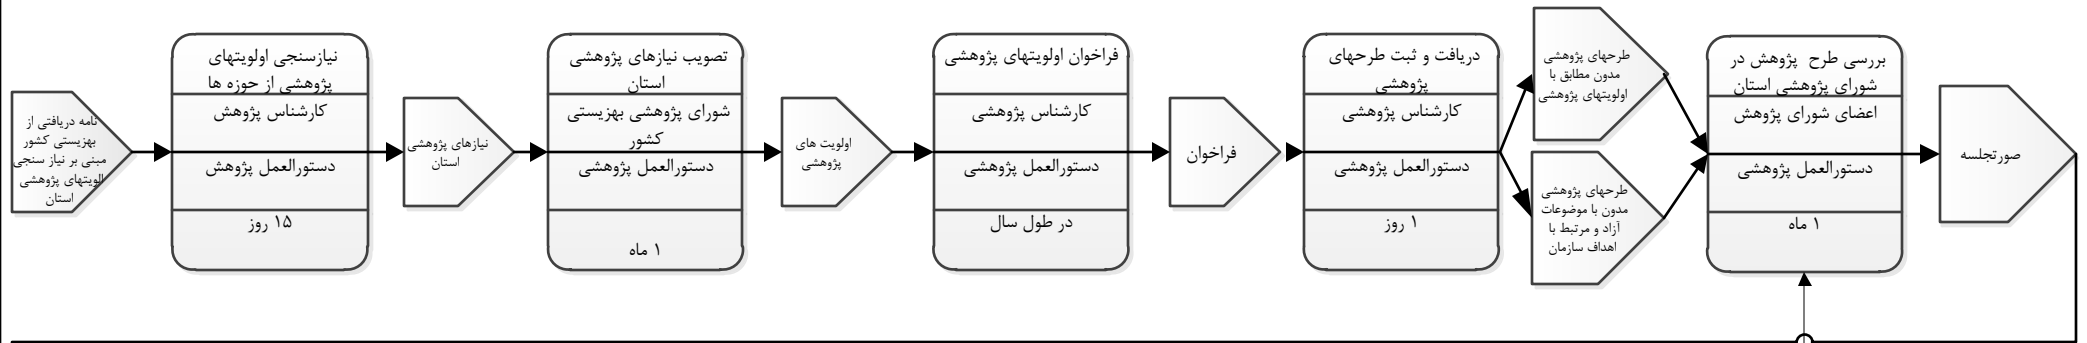 نامه دریافتی از
بهزیستی کشور
مبنی بر نیاز سنجی
الویتهای پژوهشی
استان
نیازسنجی اولویتهای
پژوهشی از حوزه ها
کارشناس پژوهش
دستورالعمل پژوهش
۱۵ روز
نیازهای پژوهشی
استان
تصویب نیازهای پژوهشی
استان
شورای پژوهشی بهزیستی
کشور
دستورالعمل پژوهشی
۱ ماه
اولویت های
پژوهشی
فراخوان اولویتهای پژوهشی
کارشناس پژوهشی
دستورالعمل پژوهشی
در طول سال
فراخوان
دریافت و ثبت طرحهای
پژوهشی
کارشناس پژوهشی
دستورالعمل پژوهشی
۱ روز
طرحهای پژوهشی
مدون مطابق با
اولویتهای پژوهشی
طرحهای پژوهشی
مدون با موضوعات
آزاد و مرتبط با
اهداف سازمان
بررسی طرح پژوهش در
شورای پژوهشی استان
اعضای شورای پژوهش
دستورالعمل پژوهشی
۱ ماه
صورتجلسه